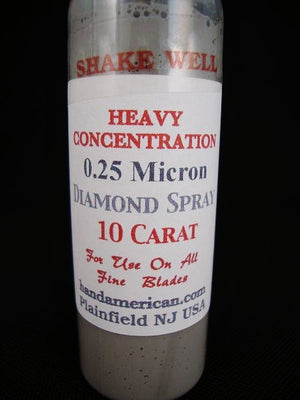 SHAKE WELL
HEAVY
CONCENTRATION
0.25 Micron
DIAMOND SPRAY
10 CARAT
For Use On All
Fine Blades
handamerican.com
Plainfield NJ USA